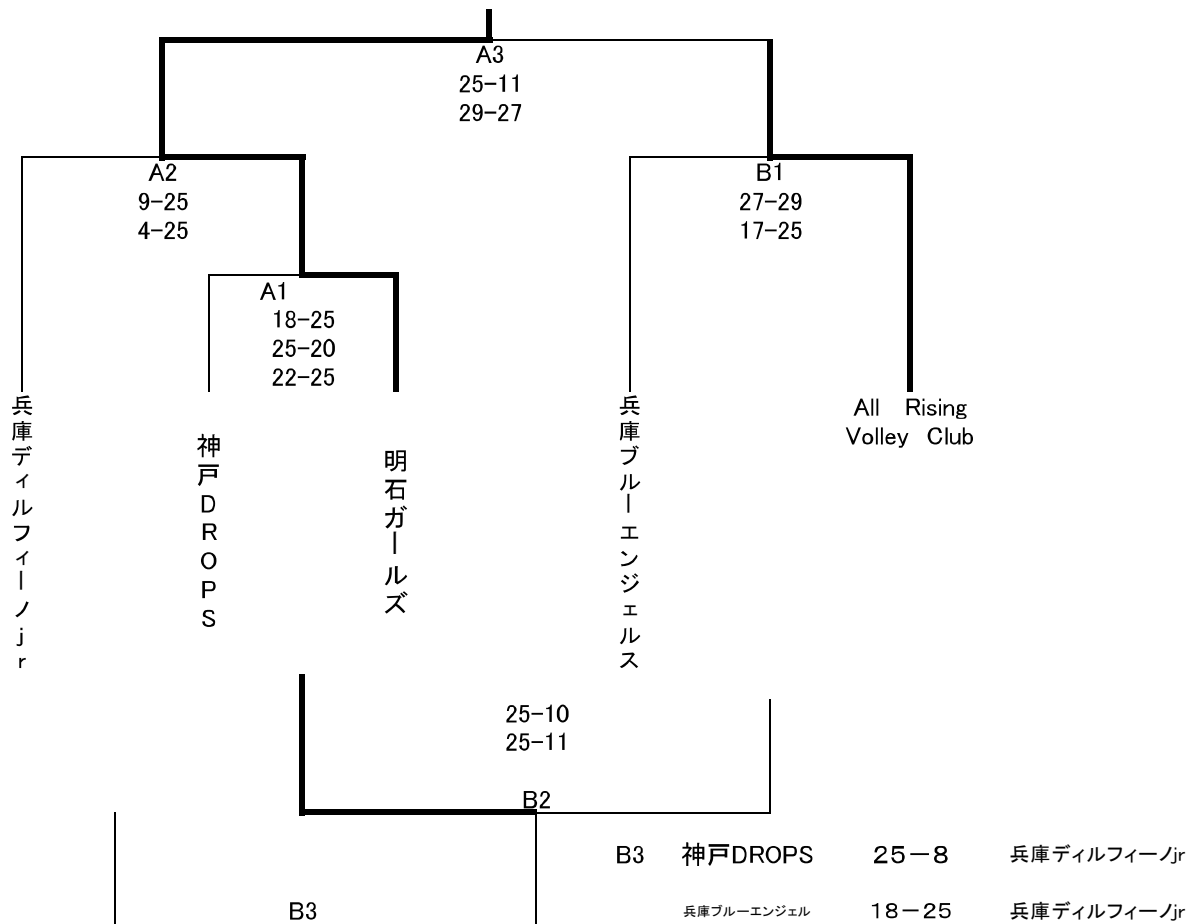 A3
25-11
29-27
A2
9-25
4-25
B1
27-29
17-25
A1
18-25
25-20
22-25
兵庫ディルフィーノjr
神戸DROPS
明石ガールズ
兵庫ブルーエンジェルス
All Rising
Volley Club
25-10
25-11
B2
B3 神戸DROPS 25-8 兵庫ディルフィーノjr
B3
兵庫ブルーエンジェル 18-25 兵庫ディルフィーノjr